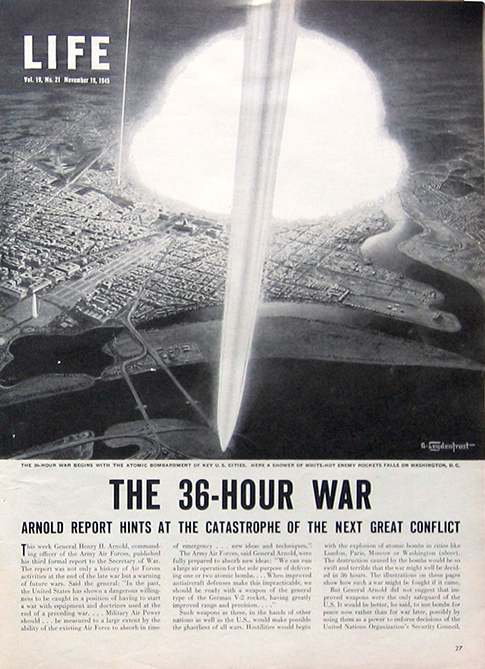 LIFE
Vol. 19, No. 21 November 19, 1945
A. Leydenfrost
THE 36-HOUR WAR BEGINS WITH THE ATOMIC BOMBARDMENT OF KEY U.S. CITIES. HERE A SHOWER OF WHITE-HOT ENEMY ROCKETS FALLS ON WASHINGTON, D. C.
THE 36-HOUR WAR
ARNOLD REPORT HINTS AT THE CATASTROPHE OF THE NEXT GREAT CONFLICT
This week General Henry H. Arnold, command-
ing officer of the Army Air Forces, published
his third formal report to the Secretary of War.
The report was not only a history of Air Forces
activities at the end of the late war but a warning
of future wars. Said the general: "In the past,
the United States has shown a dangerous willing-
ness to be caught in a position of having to start
a war with equipment and doctrines used at the
end of a preceding war. . . . Military Air Power
should . . . be measured to a large extent by the
ability of the existing Air Force to absorb in time
of emergency . . . new ideas and techniques."
The Army Air Forces, said General Arnold, were
fully prepared to absorb new ideas: "We can run
a large air operation for the sole purpose of deliver-
ing one or two atomic bombs. . . . When improved
antiaircraft defenses make this impracticable, we
should be ready with a weapon of the general
type of the German V-2 rocket, having greatly
improved range and precision. . . ."
Such weapons as these, in the hands of other
nations as well as the U.S., would make possible
the ghastliest of all wars. Hostilities would begin
with the explosion of atomic bombs in cities like
London, Paris, Moscow or Washington (above).
The destruction caused by the bombs would be so
swift and terrible that the war might well be decid-
ed in 36 hours. The illustrations on these pages
show how such a war might be fought if it came.
But General Arnold did not suggest that im-
proved weapons were the only safeguard of the
U.S. It would be better, he said, to use bombs for
peace now rather than for war later, possibly by
using them as a power to enforce decisions of the
United Nations Organization's Security Council.
27